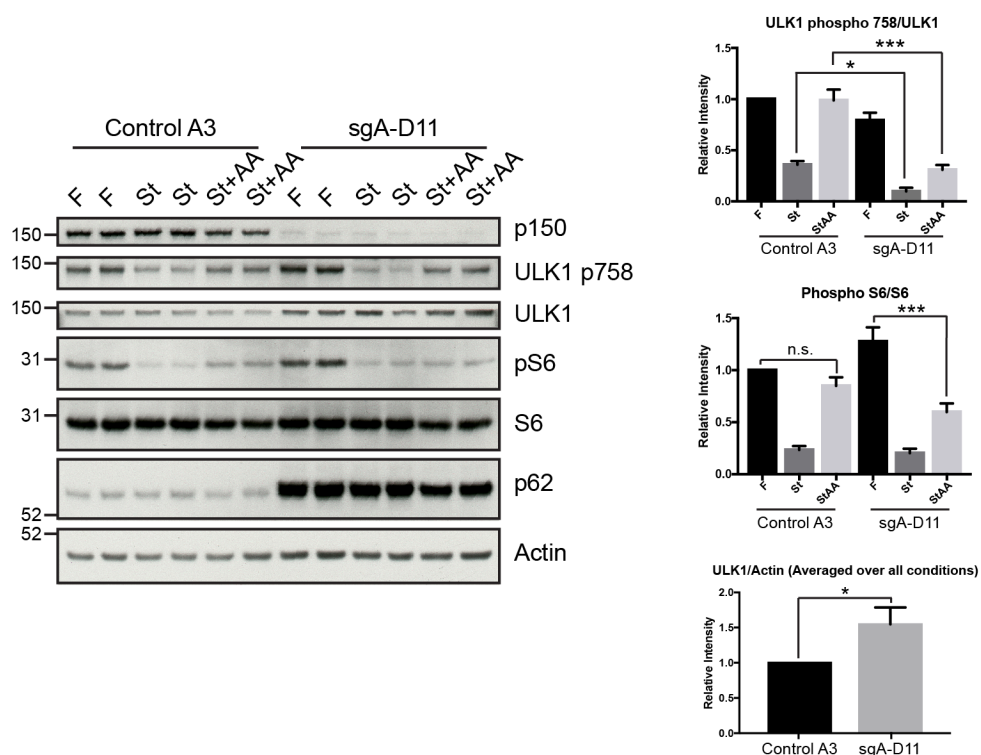 Control A3 sgA-D11
F F St St St+AA St+AA F F St St St+AA St+AA
150 p150
150 ULK1 p758
150 ULK1
31 pS6
31 S6
p62
52
52
Actin
ULK1 phospho 758/ULK1
***
*
Relative Intensity
1.5
1.0
0.5
0.0
F St StAA F St StAA
Control A3 sgA-D11
Phospho S6/S6
***
n.s.
Relative Intensity
1.5
1.0
0.5
0.0
F St StAA F St StAA
Control A3 sgA-D11
ULK1/Actin (Averaged over all conditions)
*
Relative Intensity
2.0
1.5
1.0
0.5
0.0
Control A3 sgA-D11